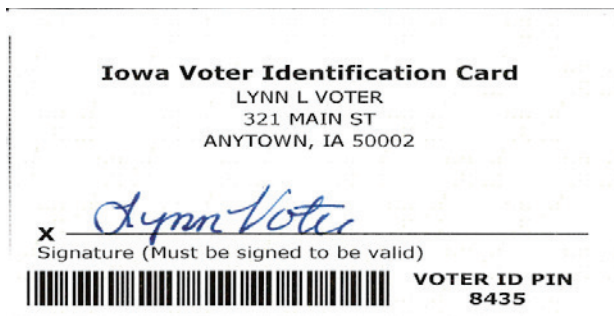 Iowa Voter Identification Card
LYNN L VOTER
321 MAIN ST
ANYTOWN, IA 50002
X Lynn Voter
Signature (Must be signed to be valid)
VOTER ID PIN
8435